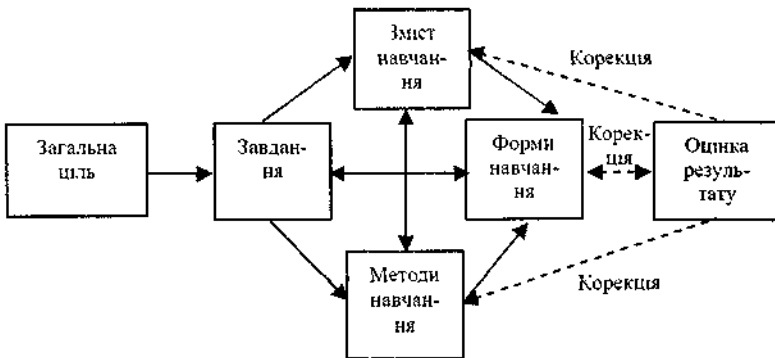 Зміст
навчан-
ня
Корекція
Загальна
ціль
Завдан-
ня
Форми
навчан-
ня
Корек-
ція
Оцінка
резуль-
тату
Методи
навчан-
ня
Корекція